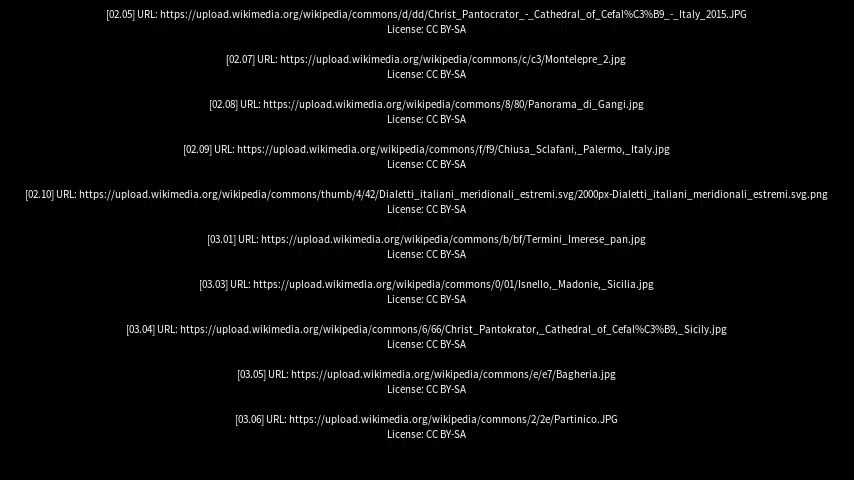 [02.05] URL: https://upload.wikimedia.org/wikipedia/commons/d/dd/Christ_Pantocrator_-_Cathedral_of_Cefal%C3%B9_-_Italy_2015.JPG
License: CC BY-SA
[02.07] URL: https://upload.wikimedia.org/wikipedia/commons/c/c3/Montelepre_2.jpg
License: CC BY-SA
[02.08] URL: https://upload.wikimedia.org/wikipedia/commons/8/80/Panorama_di_Gangi.jpg
License: CC BY-SA
[02.09] URL: https://upload.wikimedia.org/wikipedia/commons/f/f9/Chiusa_Sclafani,_Palermo,_Italy.jpg
License: CC BY-SA
[02.10] URL: https://upload.wikimedia.org/wikipedia/commons/thumb/4/42/Dialetti_italiani_meridionali_estremi.svg/2000px-Dialetti_italiani_meridionali_estremi.svg.png
License: CC BY-SA
[03.01] URL: https://upload.wikimedia.org/wikipedia/commons/b/bf/Termini_Imerese_pan.jpg
License: CC BY-SA
[03.03] URL: https://upload.wikimedia.org/wikipedia/commons/0/01/Isnello,_Madonie,_Sicilia.jpg
License: CC BY-SA
[03.04] URL: https://upload.wikimedia.org/wikipedia/commons/6/66/Christ_Pantokrator,_Cathedral_of_Cefal%C3%B9,_Sicily.jpg
License: CC BY-SA
[03.05] URL: https://upload.wikimedia.org/wikipedia/commons/e/e7/Bagheria.jpg
License: CC BY-SA
[03.06] URL: https://upload.wikimedia.org/wikipedia/commons/2/2e/Partinico.JPG
License: CC BY-SA